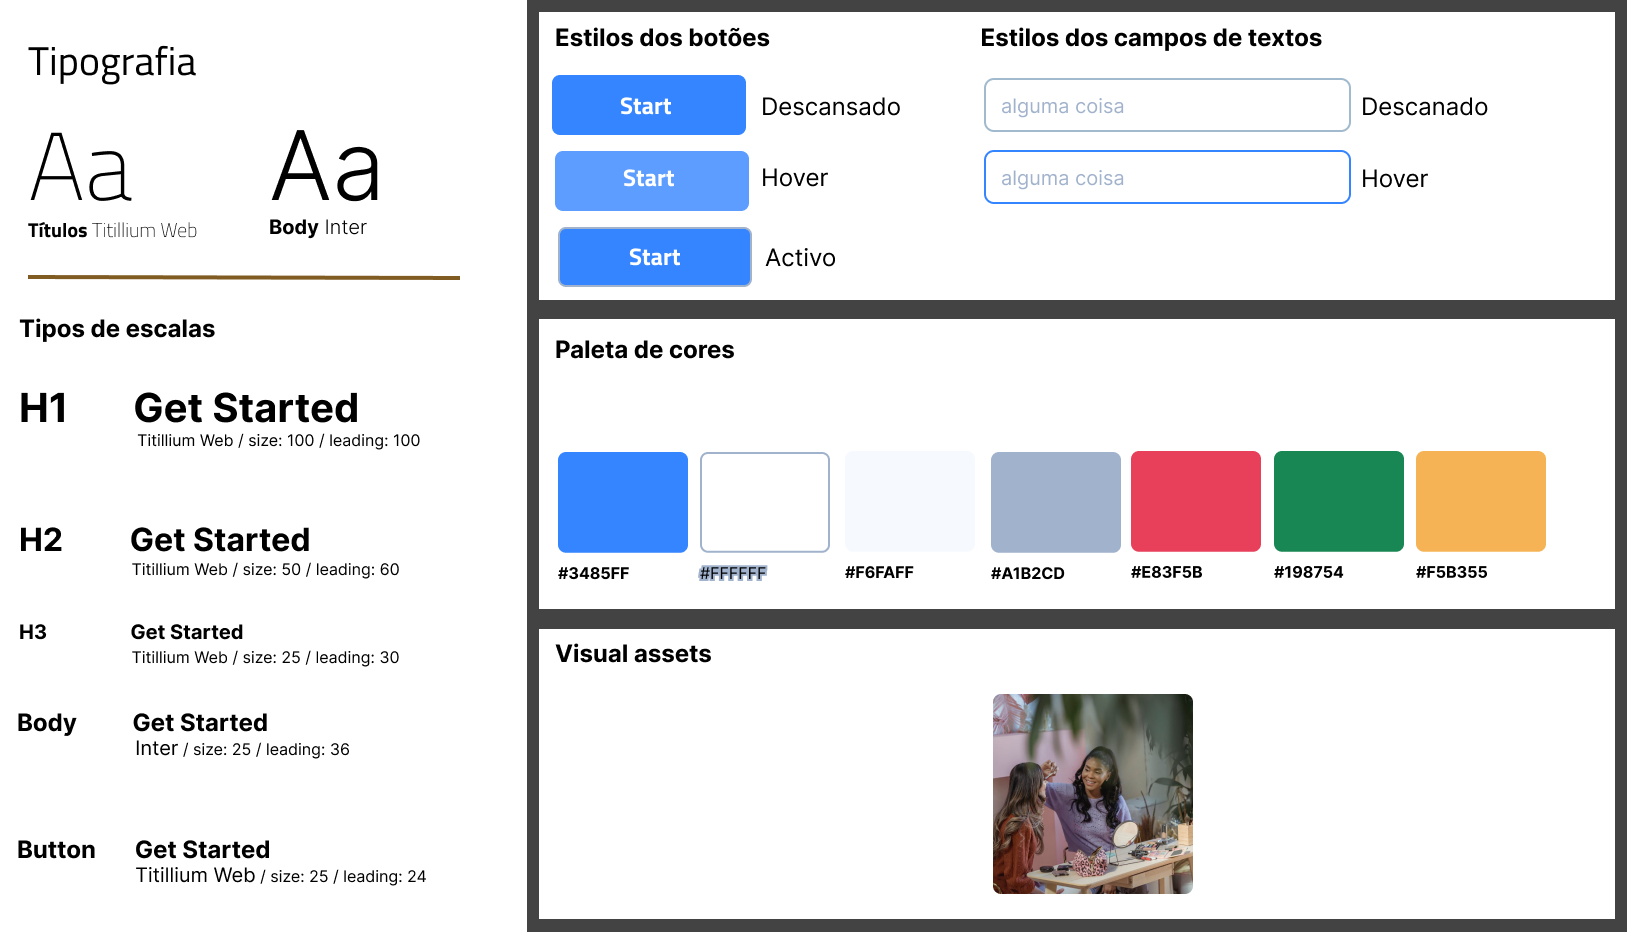 Tipografia
Aa
Aa
Títulos Titillium Web
Body Inter
Tipos de escalas
H1
Get Started
Titillium Web / size: 100 / leading: 100
H2
Get Started
Titillium Web / size: 50 / leading: 60
H3
Get Started
Titillium Web / size: 25 / leading: 30
Body
Get Started
Inter / size: 25 / leading: 36
Button
Get Started
Titillium Web / size: 25 / leading: 24
Estilos dos botões
Start
Descansado
Start
Hover
Start
Activo
Estilos dos campos de textos
alguma coisa
Descanado
alguma coisa
Hover
Paleta de cores
#3485FF
#FFFFFF
#F6FAFF
#A1B2CD
#E83F5B
#198754
#F5B355
Visual assets